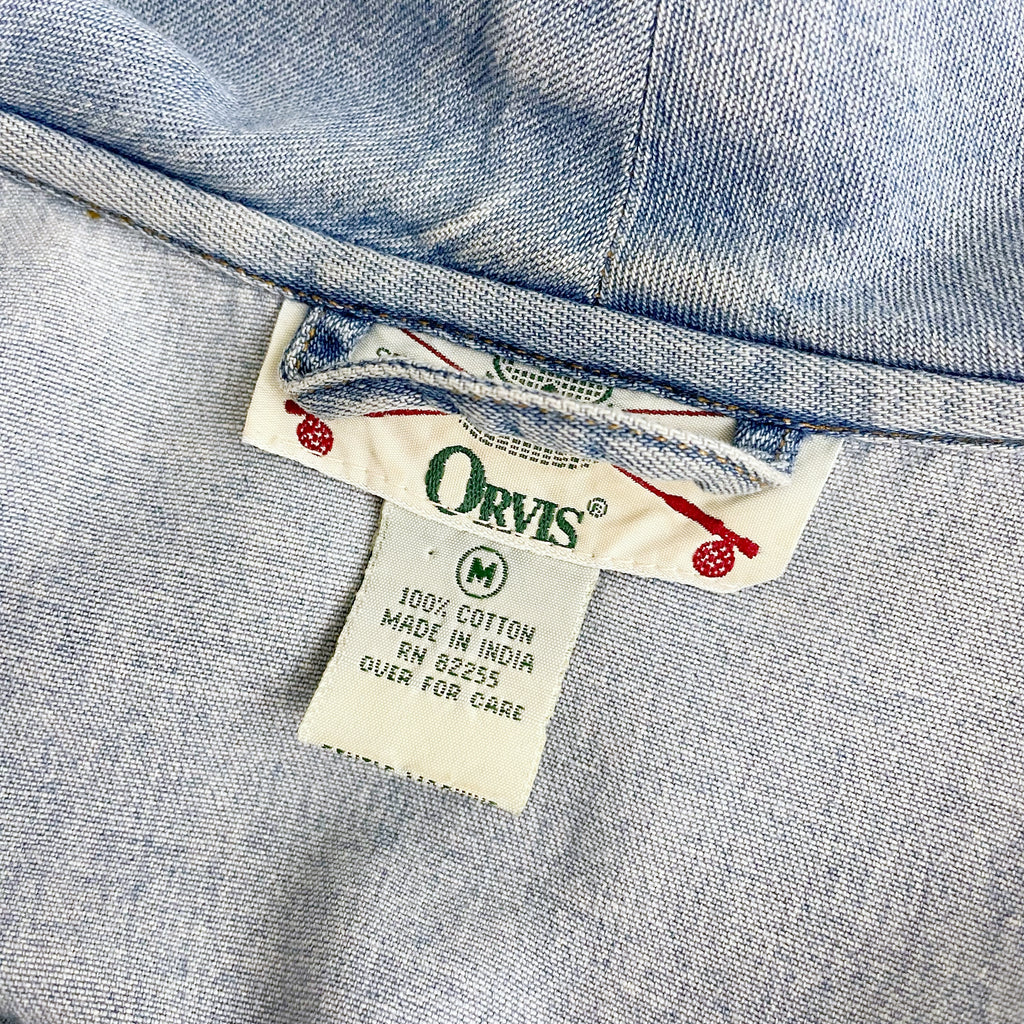 ORVIS®
M
100% COTTON
MADE IN INDIA
RN 82255
OVER FOR CARE